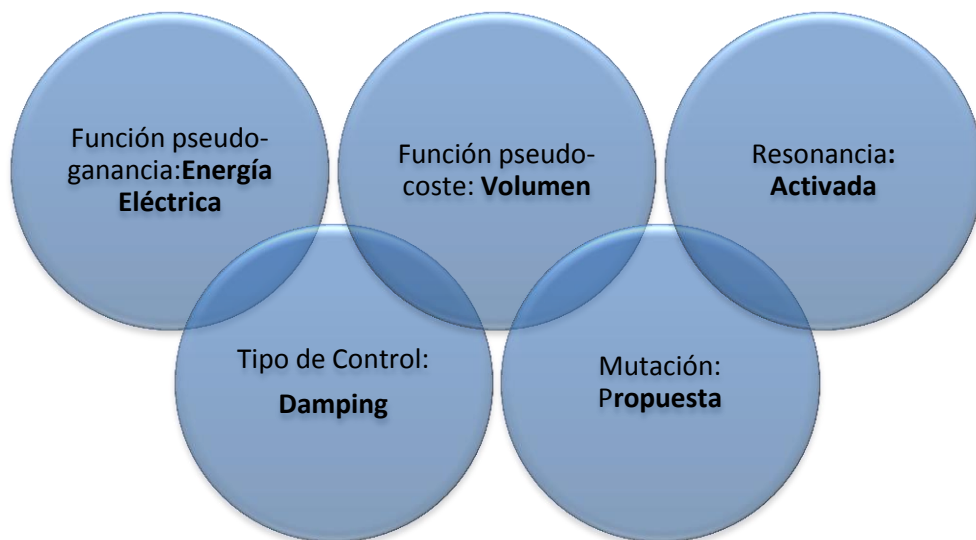 Función pseudo-
ganancia:Energía
Eléctrica
Función pseudo-
coste: Volumen
Resonancia:
Activada
Tipo de Control:
Damping
Mutación:
Propuesta